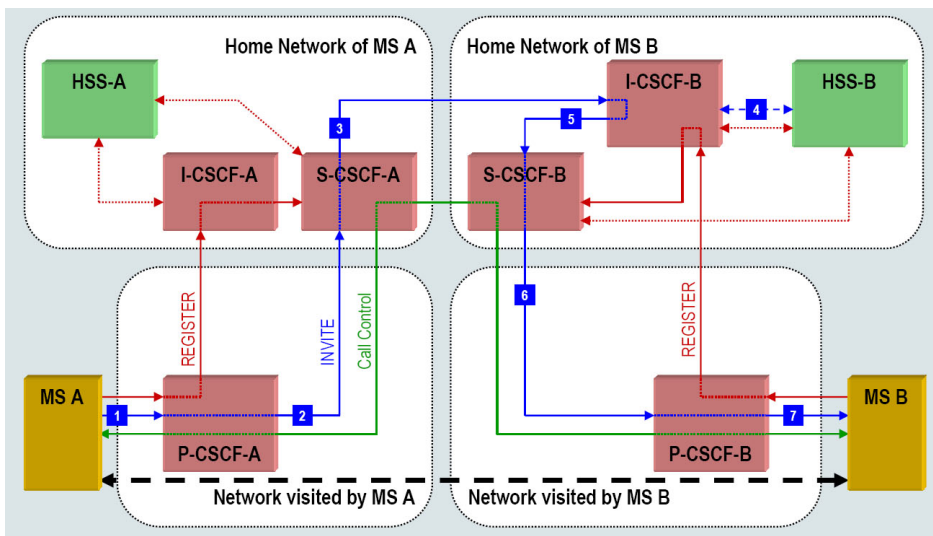 Home Network of MS A
Home Network of MS B
HSS-A
I-CSCF-B
HSS-B
4
3
5
I-CSCF-A
S-CSCF-A
S-CSCF-B
REGISTER
INVITE
Call Control
6
REGISTER
MS A
1
2
P-CSCF-A
P-CSCF-B
7
MS B
Network visited by MS A
Network visited by MS B